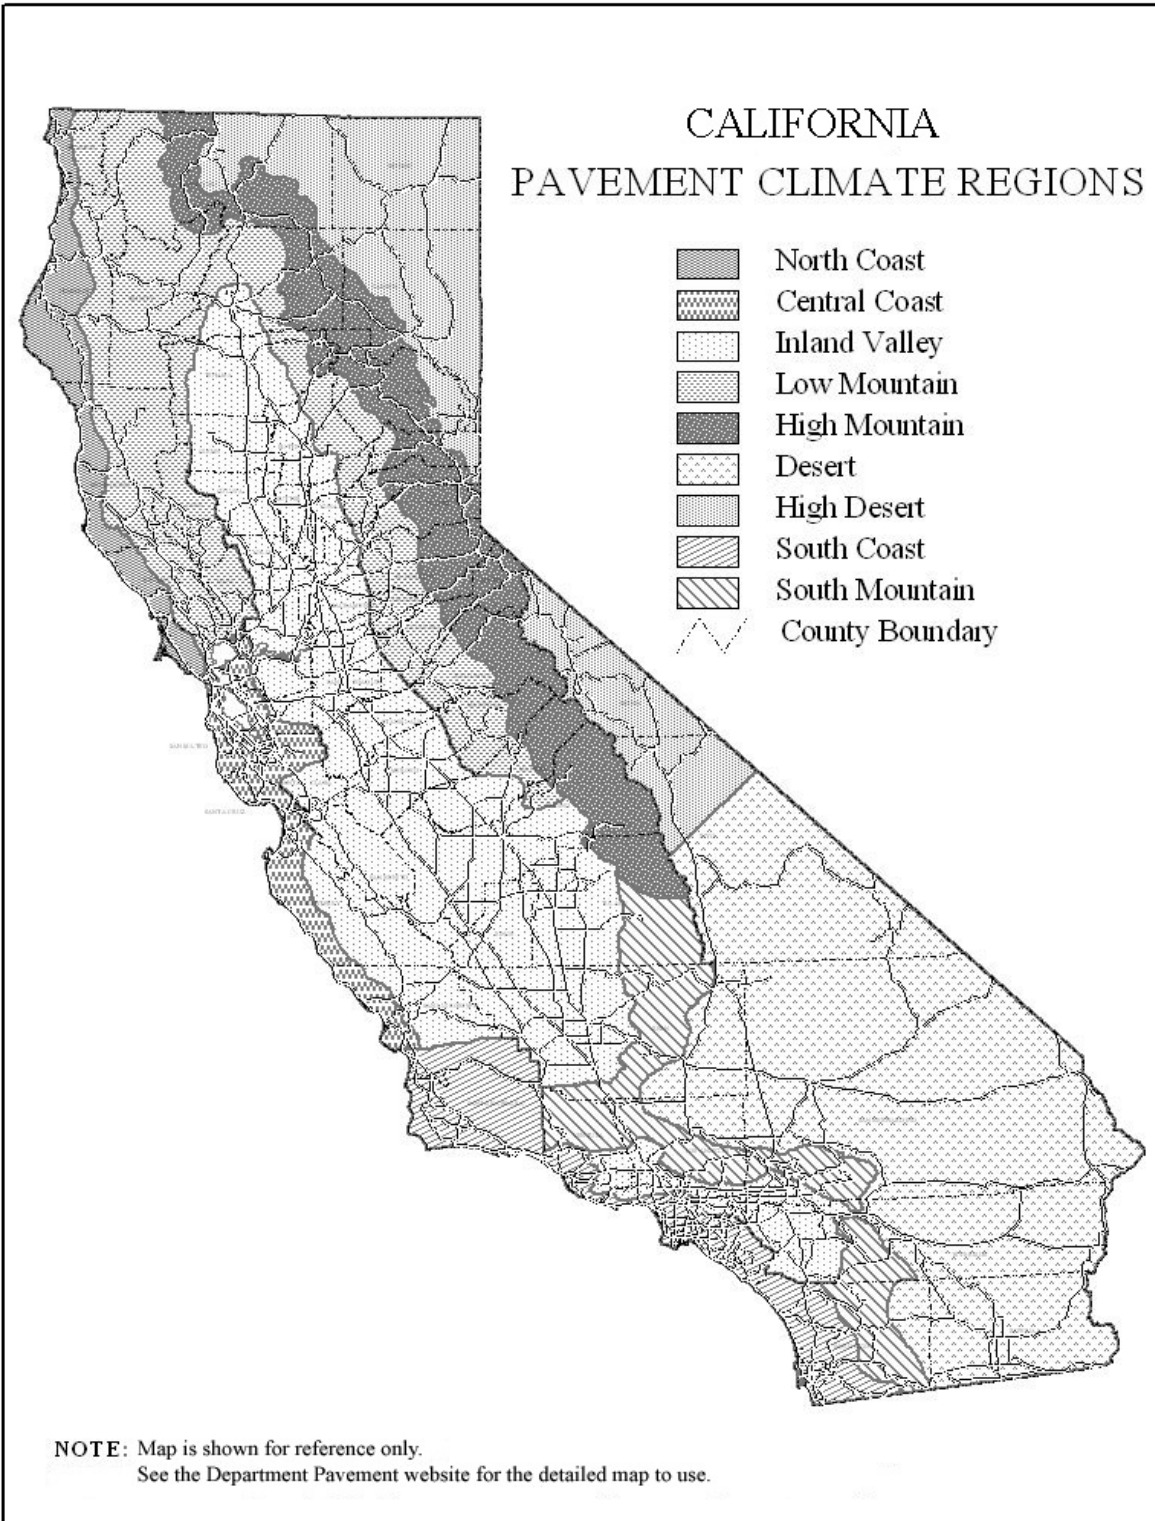 CALIFORNIA
PAVEMENT CLIMATE REGIONS
North Coast
Central Coast
Inland Valley
Low Mountain
High Mountain
Desert
High Desert
South Coast
South Mountain
County Boundary
NOTE: Map is shown for reference only.
See the Department Pavement website for the detailed map to use.